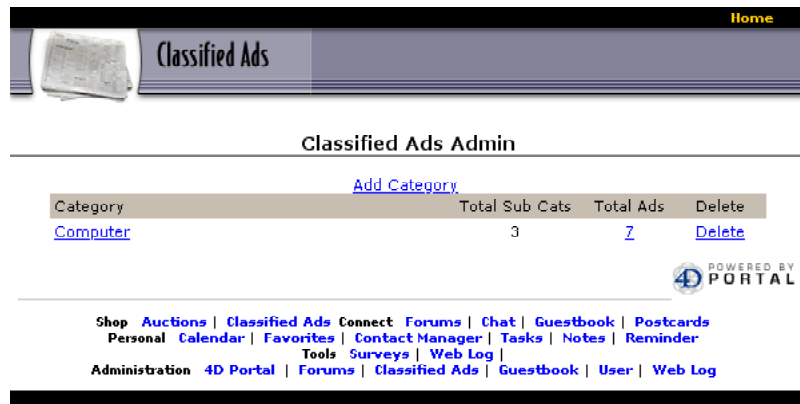 Home
Classified Ads
Classified Ads Admin
Add Category
Category Total Sub Cats Total Ads Delete
Computer 3 7 Delete
POWERED BY
4D PORTAL
Shop Auctions | Classified Ads Connect Forums | Chat | Guestbook | Postcards
Personal Calendar | Favorites | Contact Manager | Tasks | Notes | Reminder
Tools Surveys | Web Log |
Administration 4D Portal | Forums | Classified Ads | Guestbook | User | Web Log